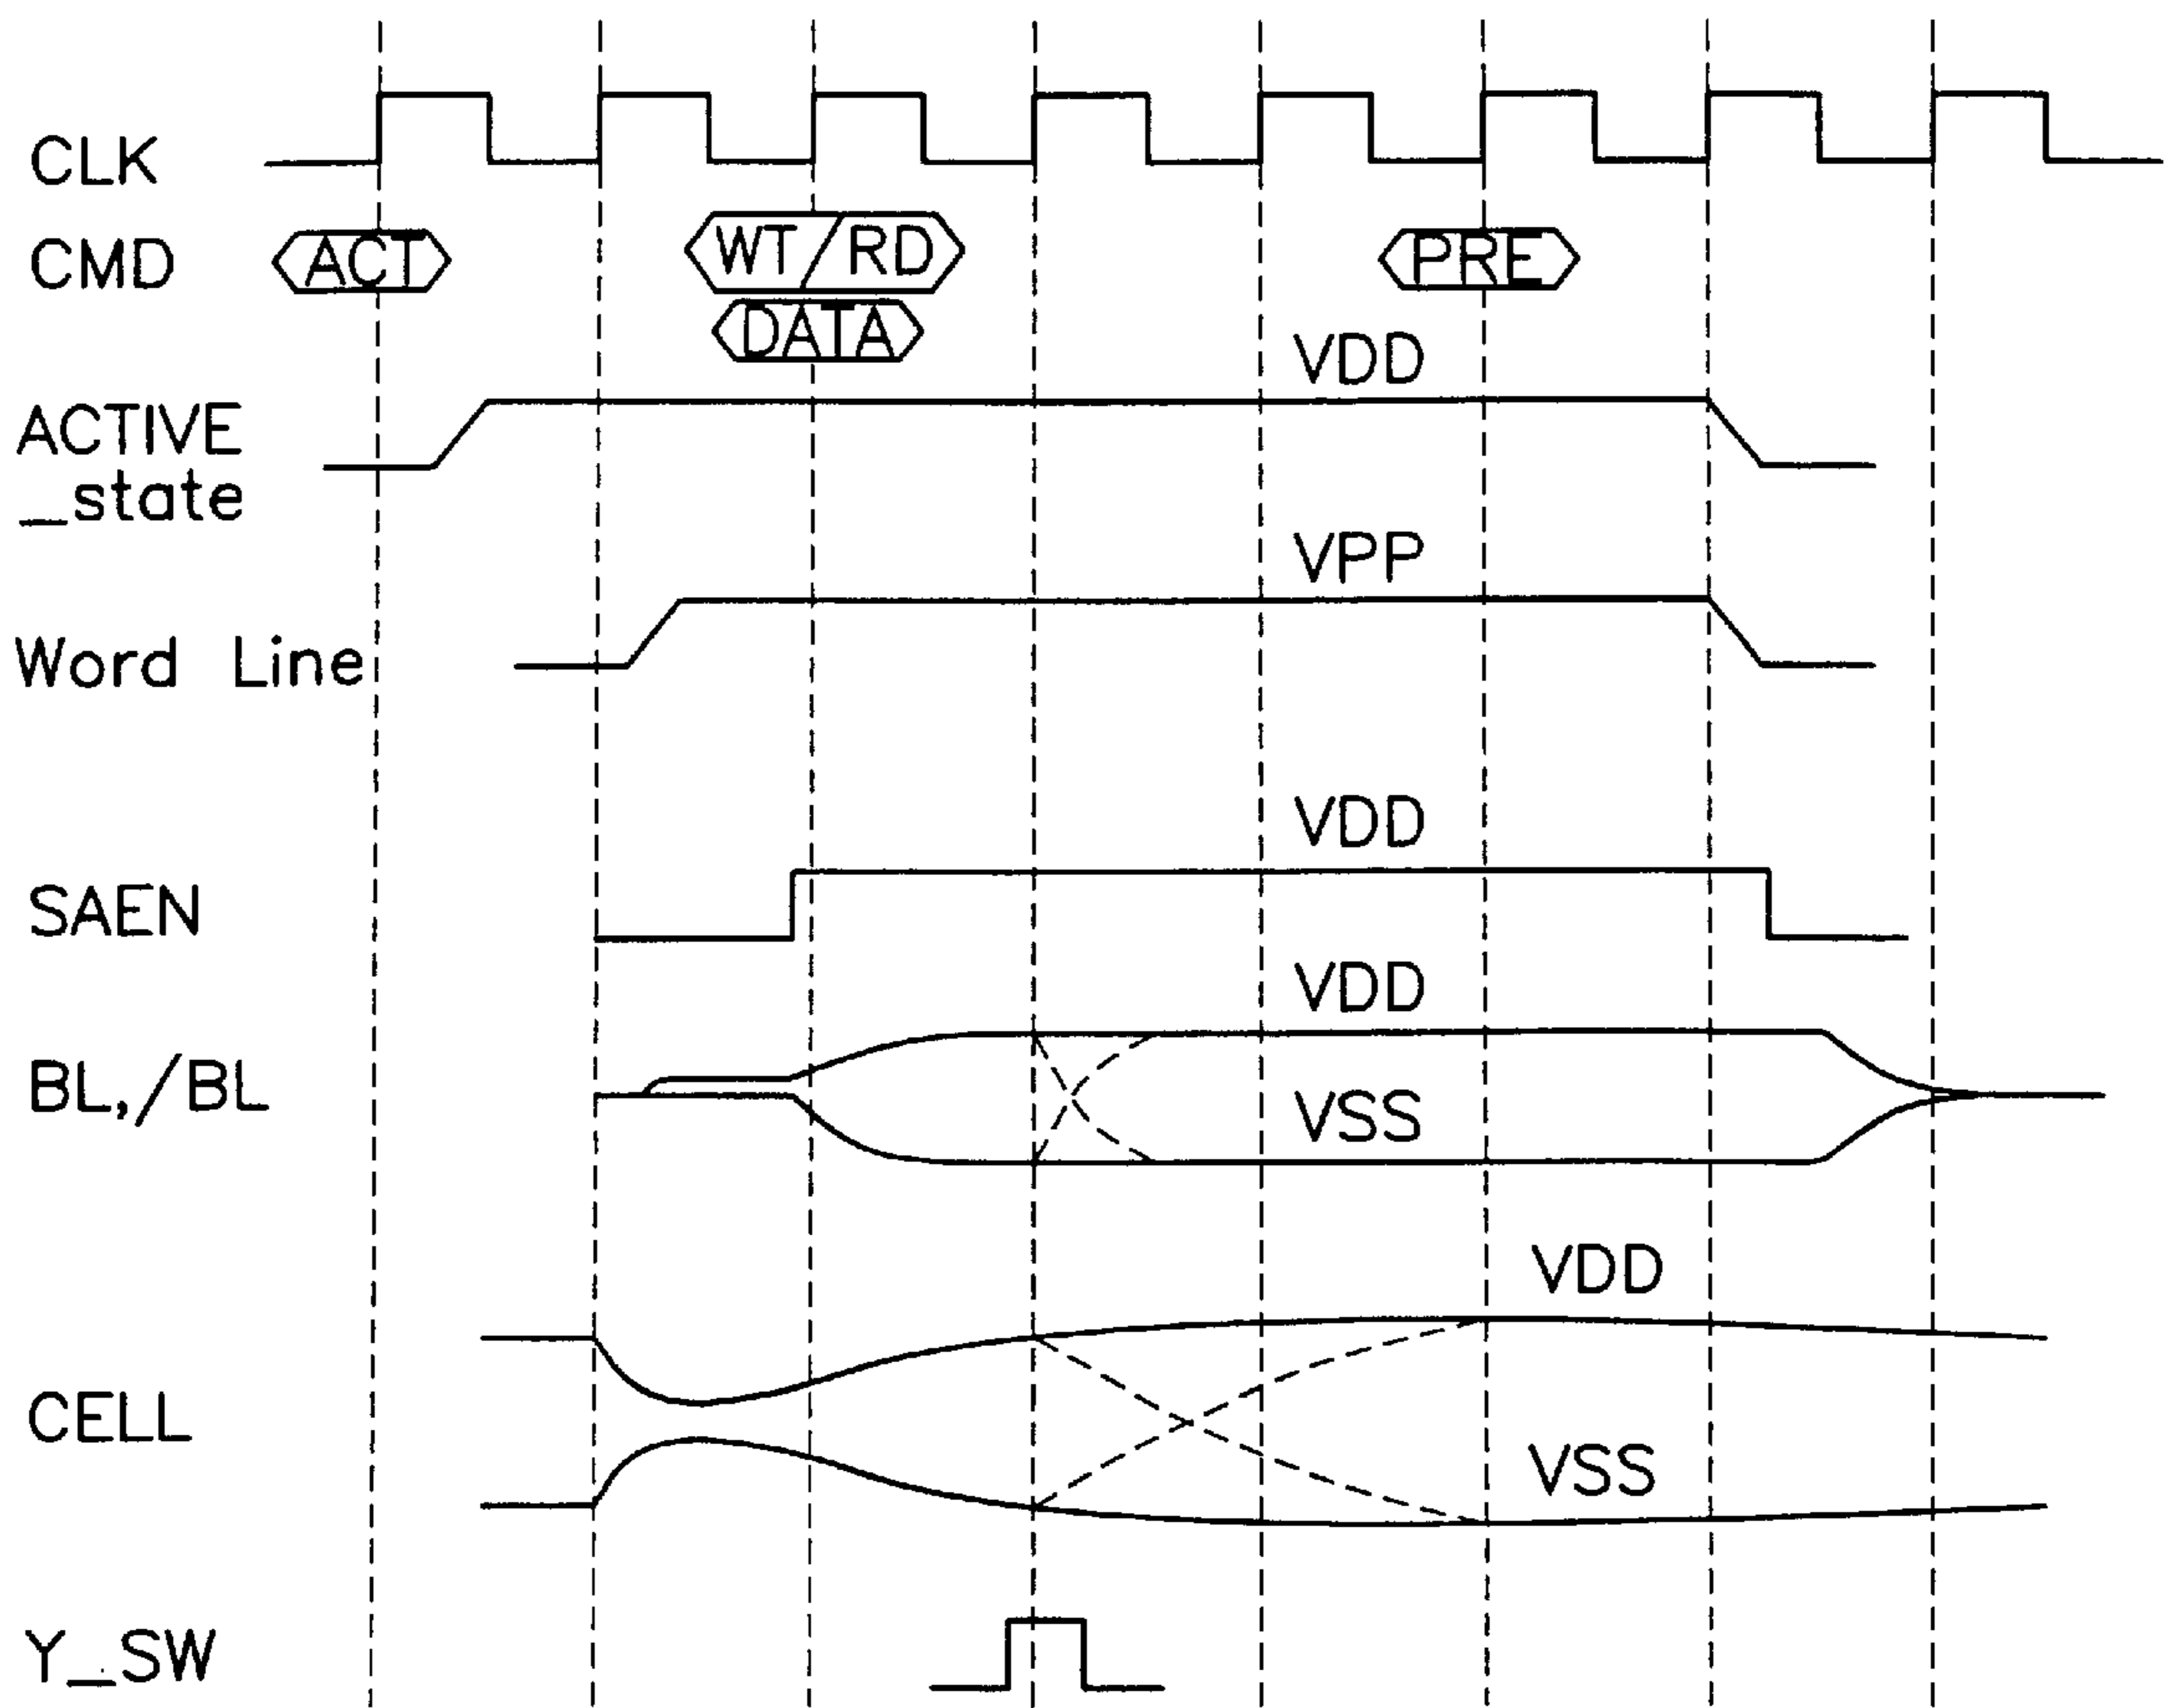 CLK
CMD
ACT
WT/RD
PRE
DATA
VDD
ACTIVE
_state
VPP
Word Line
VDD
SAEN
VDD
BL,/BL
VSS
VDD
CELL
VSS
Y_SW